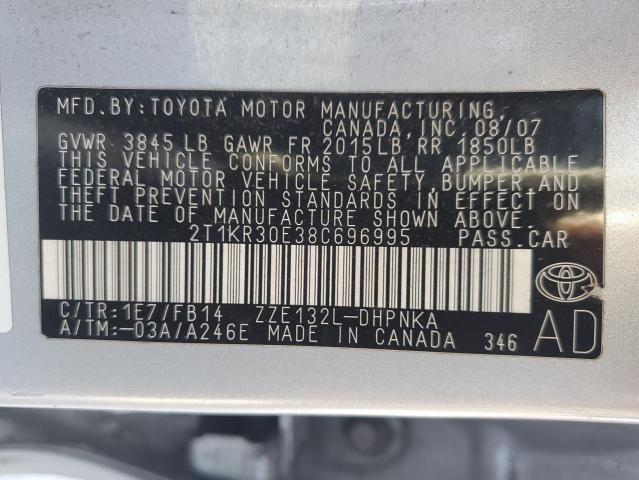 MFD. BY: TOYOTA MOTOR MANUFACTURING,
CANADA, INC. 08/07
GVWR 3845 LB GAWR FR 2015LB, RR 1850LB
THIS VEHICLE CONFORMS TO ALL APPLICABLE
FEDERAL MOTOR VEHICLE SAFETY, BUMPER, AND
THEFT PREVENTION STANDARDS IN EFFECT ON
THE DATE OF MANUFACTURE SHOWN ABOVE.
2T1KR30E38C696995 PASS. CAR
C/TR: 1E7/FB14 ZZE132L-DHPNKA
A/TM: -03A/A246E MADE IN CANADA 346 AD